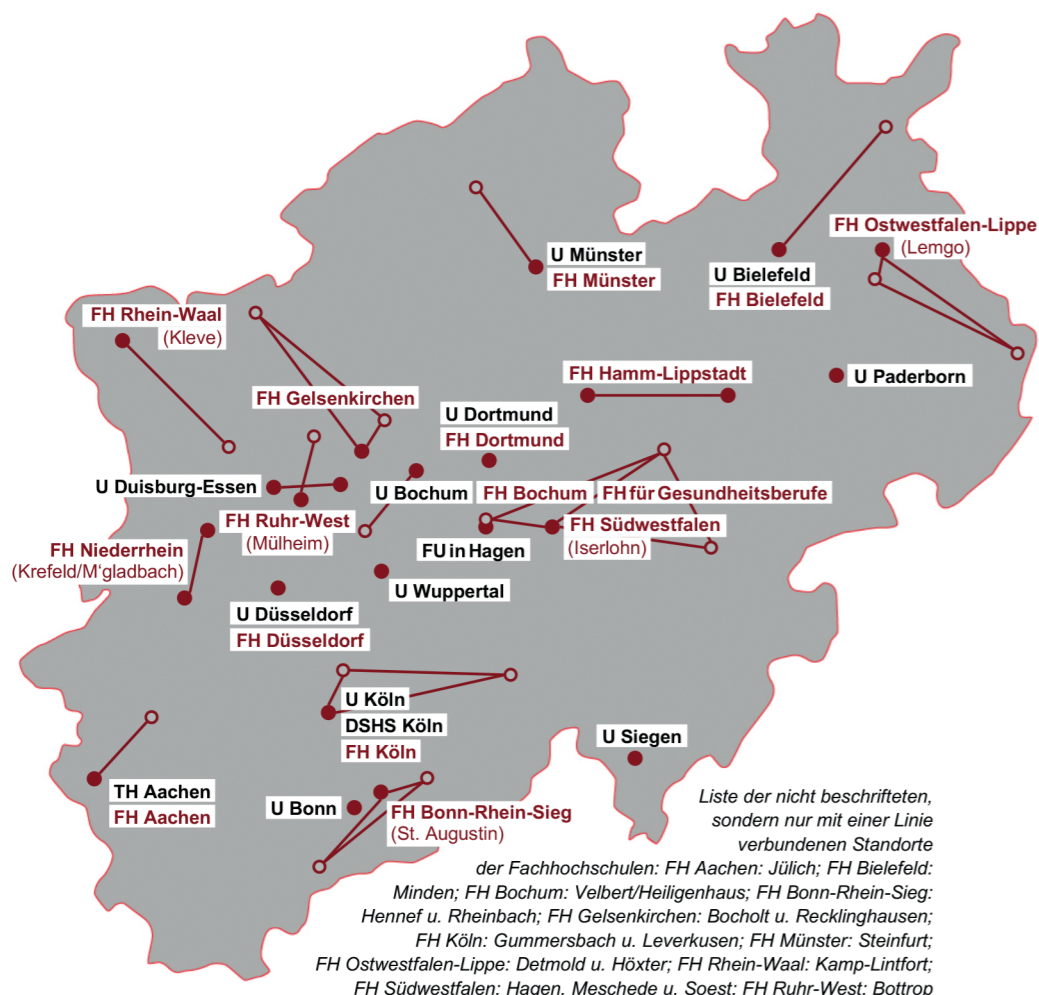 FH Ostwestfalen-Lippe
(Lemgo)
U Münster
FH Münster
U Bielefeld
FH Bielefeld
FH Rhein-Waal
(Kleve)
FH Hamm-Lippstadt
U Paderborn
FH Gelsenkirchen
U Dortmund
FH Dortmund
U Duisburg-Essen
U Bochum
FH Bochum
FH für Gesundheitsberufe
FH Ruhr-West
(Mülheim)
FH Südwestfalen
(Iserlohn)
FH Niederrhein
(Krefeld/M‘gladbach)
FU in Hagen
U Wuppertal
U Düsseldorf
FH Düsseldorf
U Köln
DSHS Köln
FH Köln
U Siegen
TH Aachen
FH Aachen
U Bonn
FH Bonn-Rhein-Sieg
(St. Augustin)
Liste der nicht beschrifteten,
sondern nur mit einer Linie
verbundenen Standorte
der Fachhochschulen: FH Aachen: Jülich; FH Bielefeld:
Minden; FH Bochum: Velbert/Heiligenhaus; FH Bonn-Rhein-Sieg:
Hennef u. Rheinbach; FH Gelsenkirchen: Bocholt u. Recklinghausen;
FH Köln: Gummersbach u. Leverkusen; FH Münster: Steinfurt;
FH Ostwestfalen-Lippe: Detmold u. Höxter; FH Rhein-Waal: Kamp-Lintfort;
FH Südwestfalen: Hagen, Meschede u. Soest; FH Ruhr-West: Bottrop